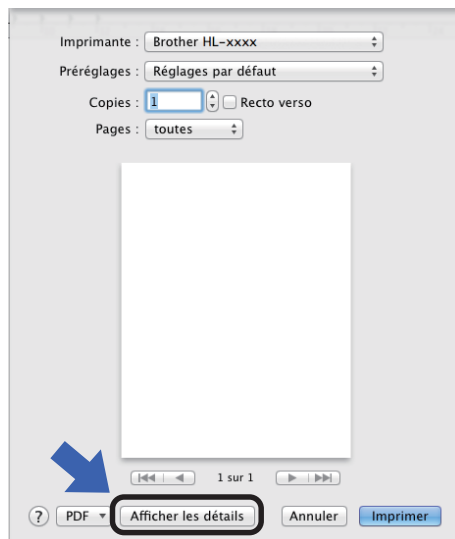 Imprimante : Brother HL-xxxx
Préréglages : Réglages par défaut
Copies : 1 Recto verso
Pages : toutes
1 sur 1
? PDF Afficher les détails Annuler Imprimer